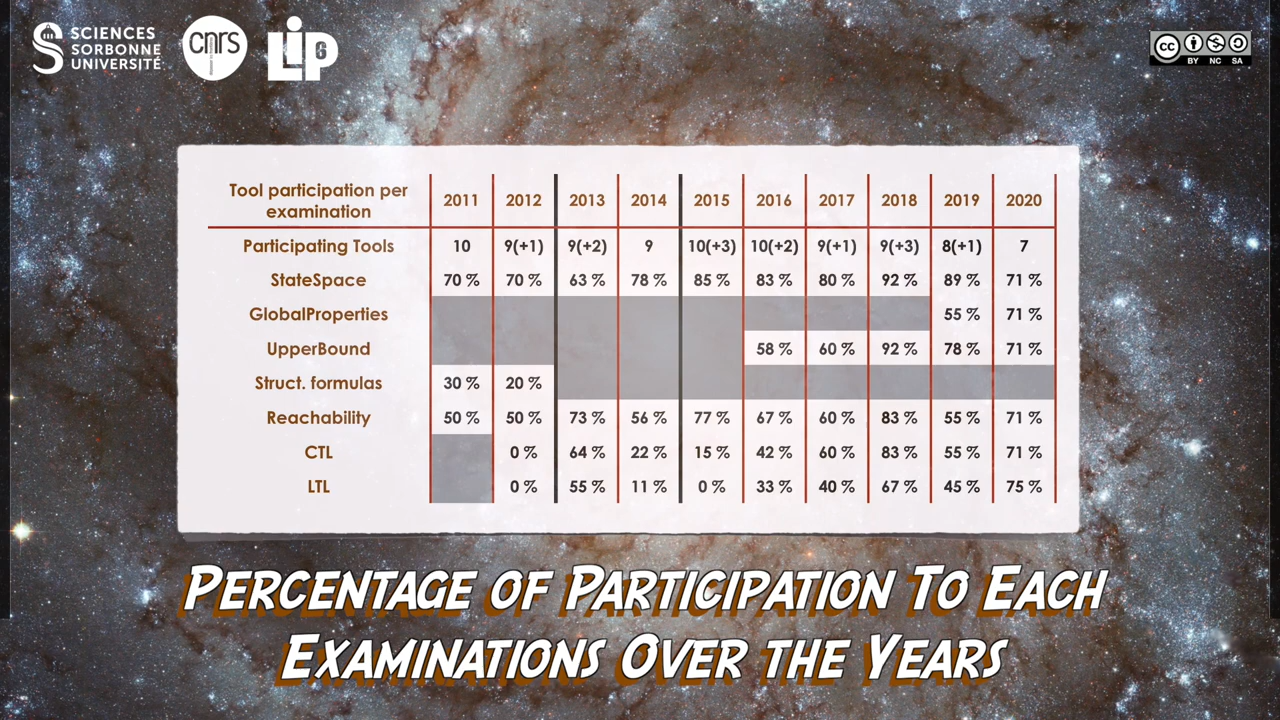 SCIENCES
SORBONNE
UNIVERSITÉ
cnrs
LIP6
CC BY NC SA
Tool participation per examination 2011 2012 2013 2014 2015 2016 2017 2018 2019 2020
Participating Tools 10 9(+1) 9(+2) 9 10(+3) 10(+2) 9(+1) 9(+3) 8(+1) 7
StateSpace 70 % 70 % 63 % 78 % 85 % 83 % 80 % 92 % 89 % 71 %
GlobalProperties 55 % 71 %
UpperBound 58 % 60 % 92 % 78 % 71 %
Struct. formulas 30 % 20 %
Reachability 50 % 50 % 73 % 56 % 77 % 67 % 60 % 83 % 55 % 71 %
CTL 0 % 64 % 22 % 15 % 42 % 60 % 83 % 55 % 71 %
LTL 0 % 55 % 11 % 0 % 33 % 40 % 67 % 45 % 75 %
Percentage of Participation To Each
Examinations Over the Years